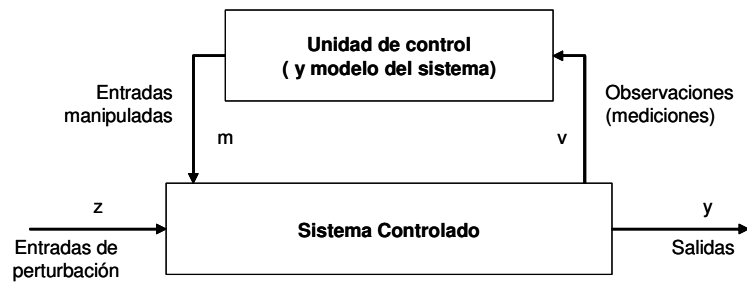 Unidad de control
( y modelo del sistema)
Entradas
manipuladas
Observaciones
(mediciones)
m
v
z
Entradas de
perturbación
Sistema Controlado
y
Salidas